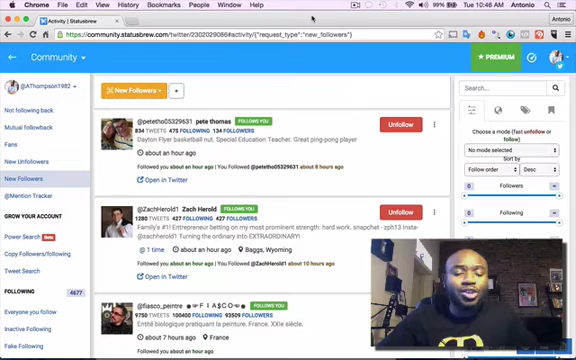 Chrome File Edit View History Bookmarks People Window Help 99% Tue 10:46 AM Antonio
Activity | Statusbrew Antonio
https://community.statusbrew.com/twitter/2302029086#activity/{"request_type":"new_followers"}
Community PREMIUM
@AThompson1982
Not following back
Mutual followback
Fans
New Unfollowers
New Followers
@Mention Tracker
GROW YOUR ACCOUNT
Power Search
Copy Followers/following
Tweet Search
FOLLOWING 4677
Everyone you follow
Inactive Following
Fake Following
New Followers +
@petetho05329631 pete thomas FOLLOWS YOU
834 TWEETS 475 FOLLOWING 134 FOLLOWERS
Dayton Flyer basketball nut. Special Education Teacher. Great ping-pong player
about an hour ago
Followed you about an hour ago | You Followed @petetho05329631 about 8 hours ago
Open in Twitter
Unfollow
@ZachHerold1 Zach Herold FOLLOWS YOU
1280 TWEETS 427 FOLLOWING 427 FOLLOWERS
Family's #1! Entrepreneur betting on my most prominent strength: hard work. snapchat - zph13 insta -
@zachherold1 Turning the ordinary into EXTRAORDINARY!
@ 1 time about an hour ago Baggs, Wyoming
Followed you about an hour ago | You Followed @ZachHerold1 about 10 hours ago
Open in Twitter
Unfollow
@fiasco_peintre FIASCO FOLLOWS YOU
9750 TWEETS 100400 FOLLOWING 93509 FOLLOWERS
Entité biologique pratiquant la peinture. France, XXIe siècle.
about 7 hours ago France
Search...
Choose a mode (fast unfollow or
follow)
No mode selected
Sort by
Follow order Desc
0 Followers
0 Following